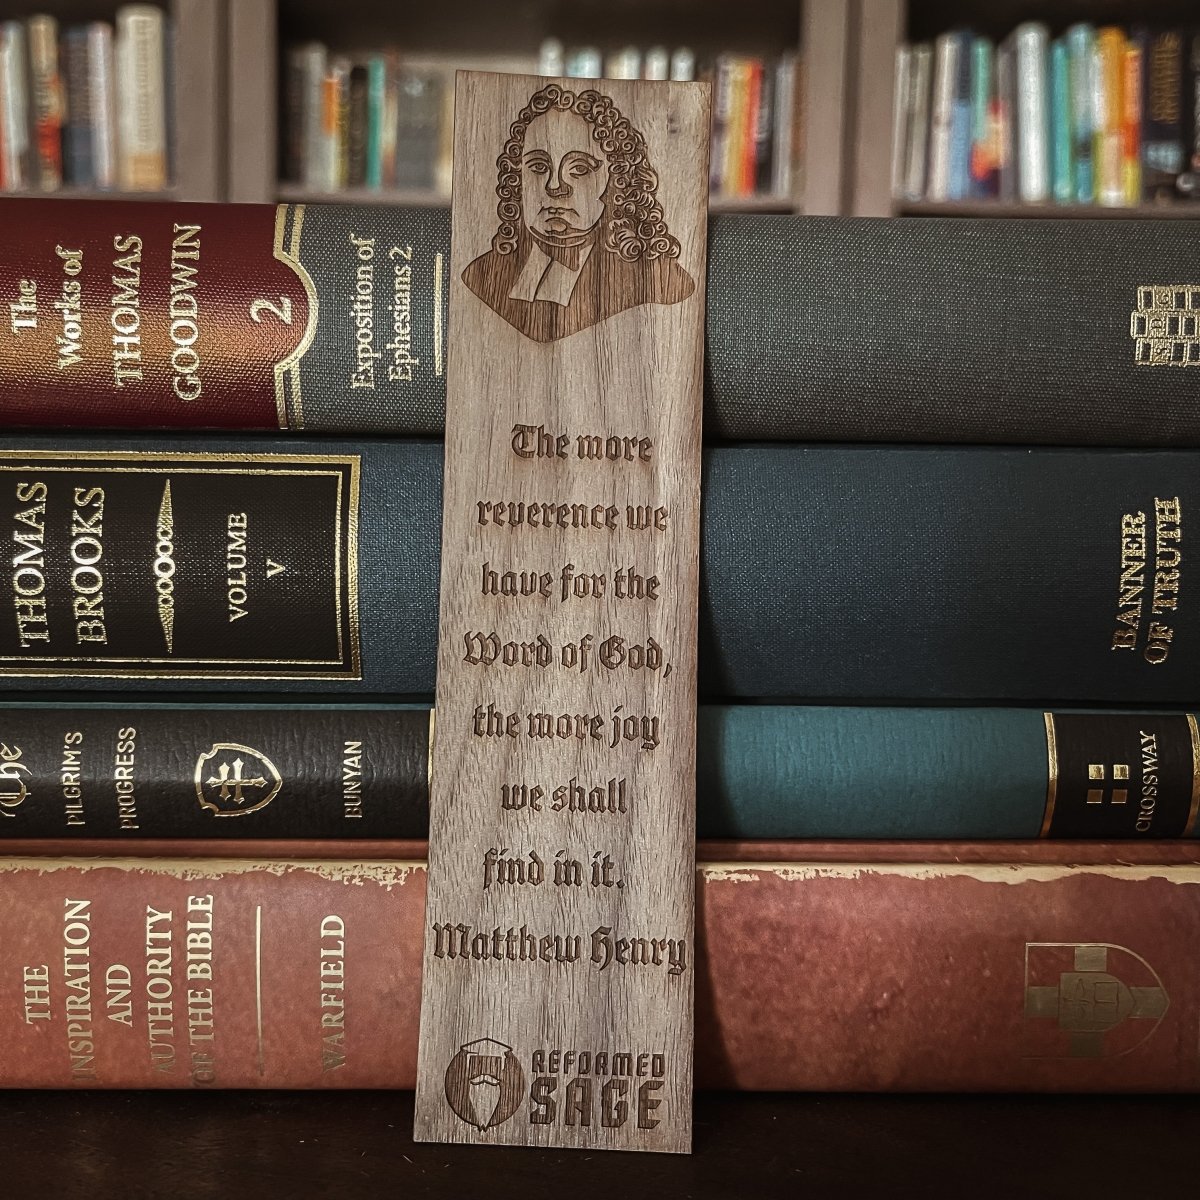 The
Works of
THOMAS
GOODWIN
2
Exposition of
Ephesians 2
THOMAS
BROOKS
VOLUME
V
BANNER
OF TRUTH
The
PILGRIM'S
PROGRESS
BUNYAN
CROSSWAY
THE
INSPIRATION
AND
AUTHORITY
OF THE BIBLE
WARFIELD
The more
reverence we
have for the
Word of God,
the more joy
we shall
find in it.
Matthew Henry
REFORMED
SAGE